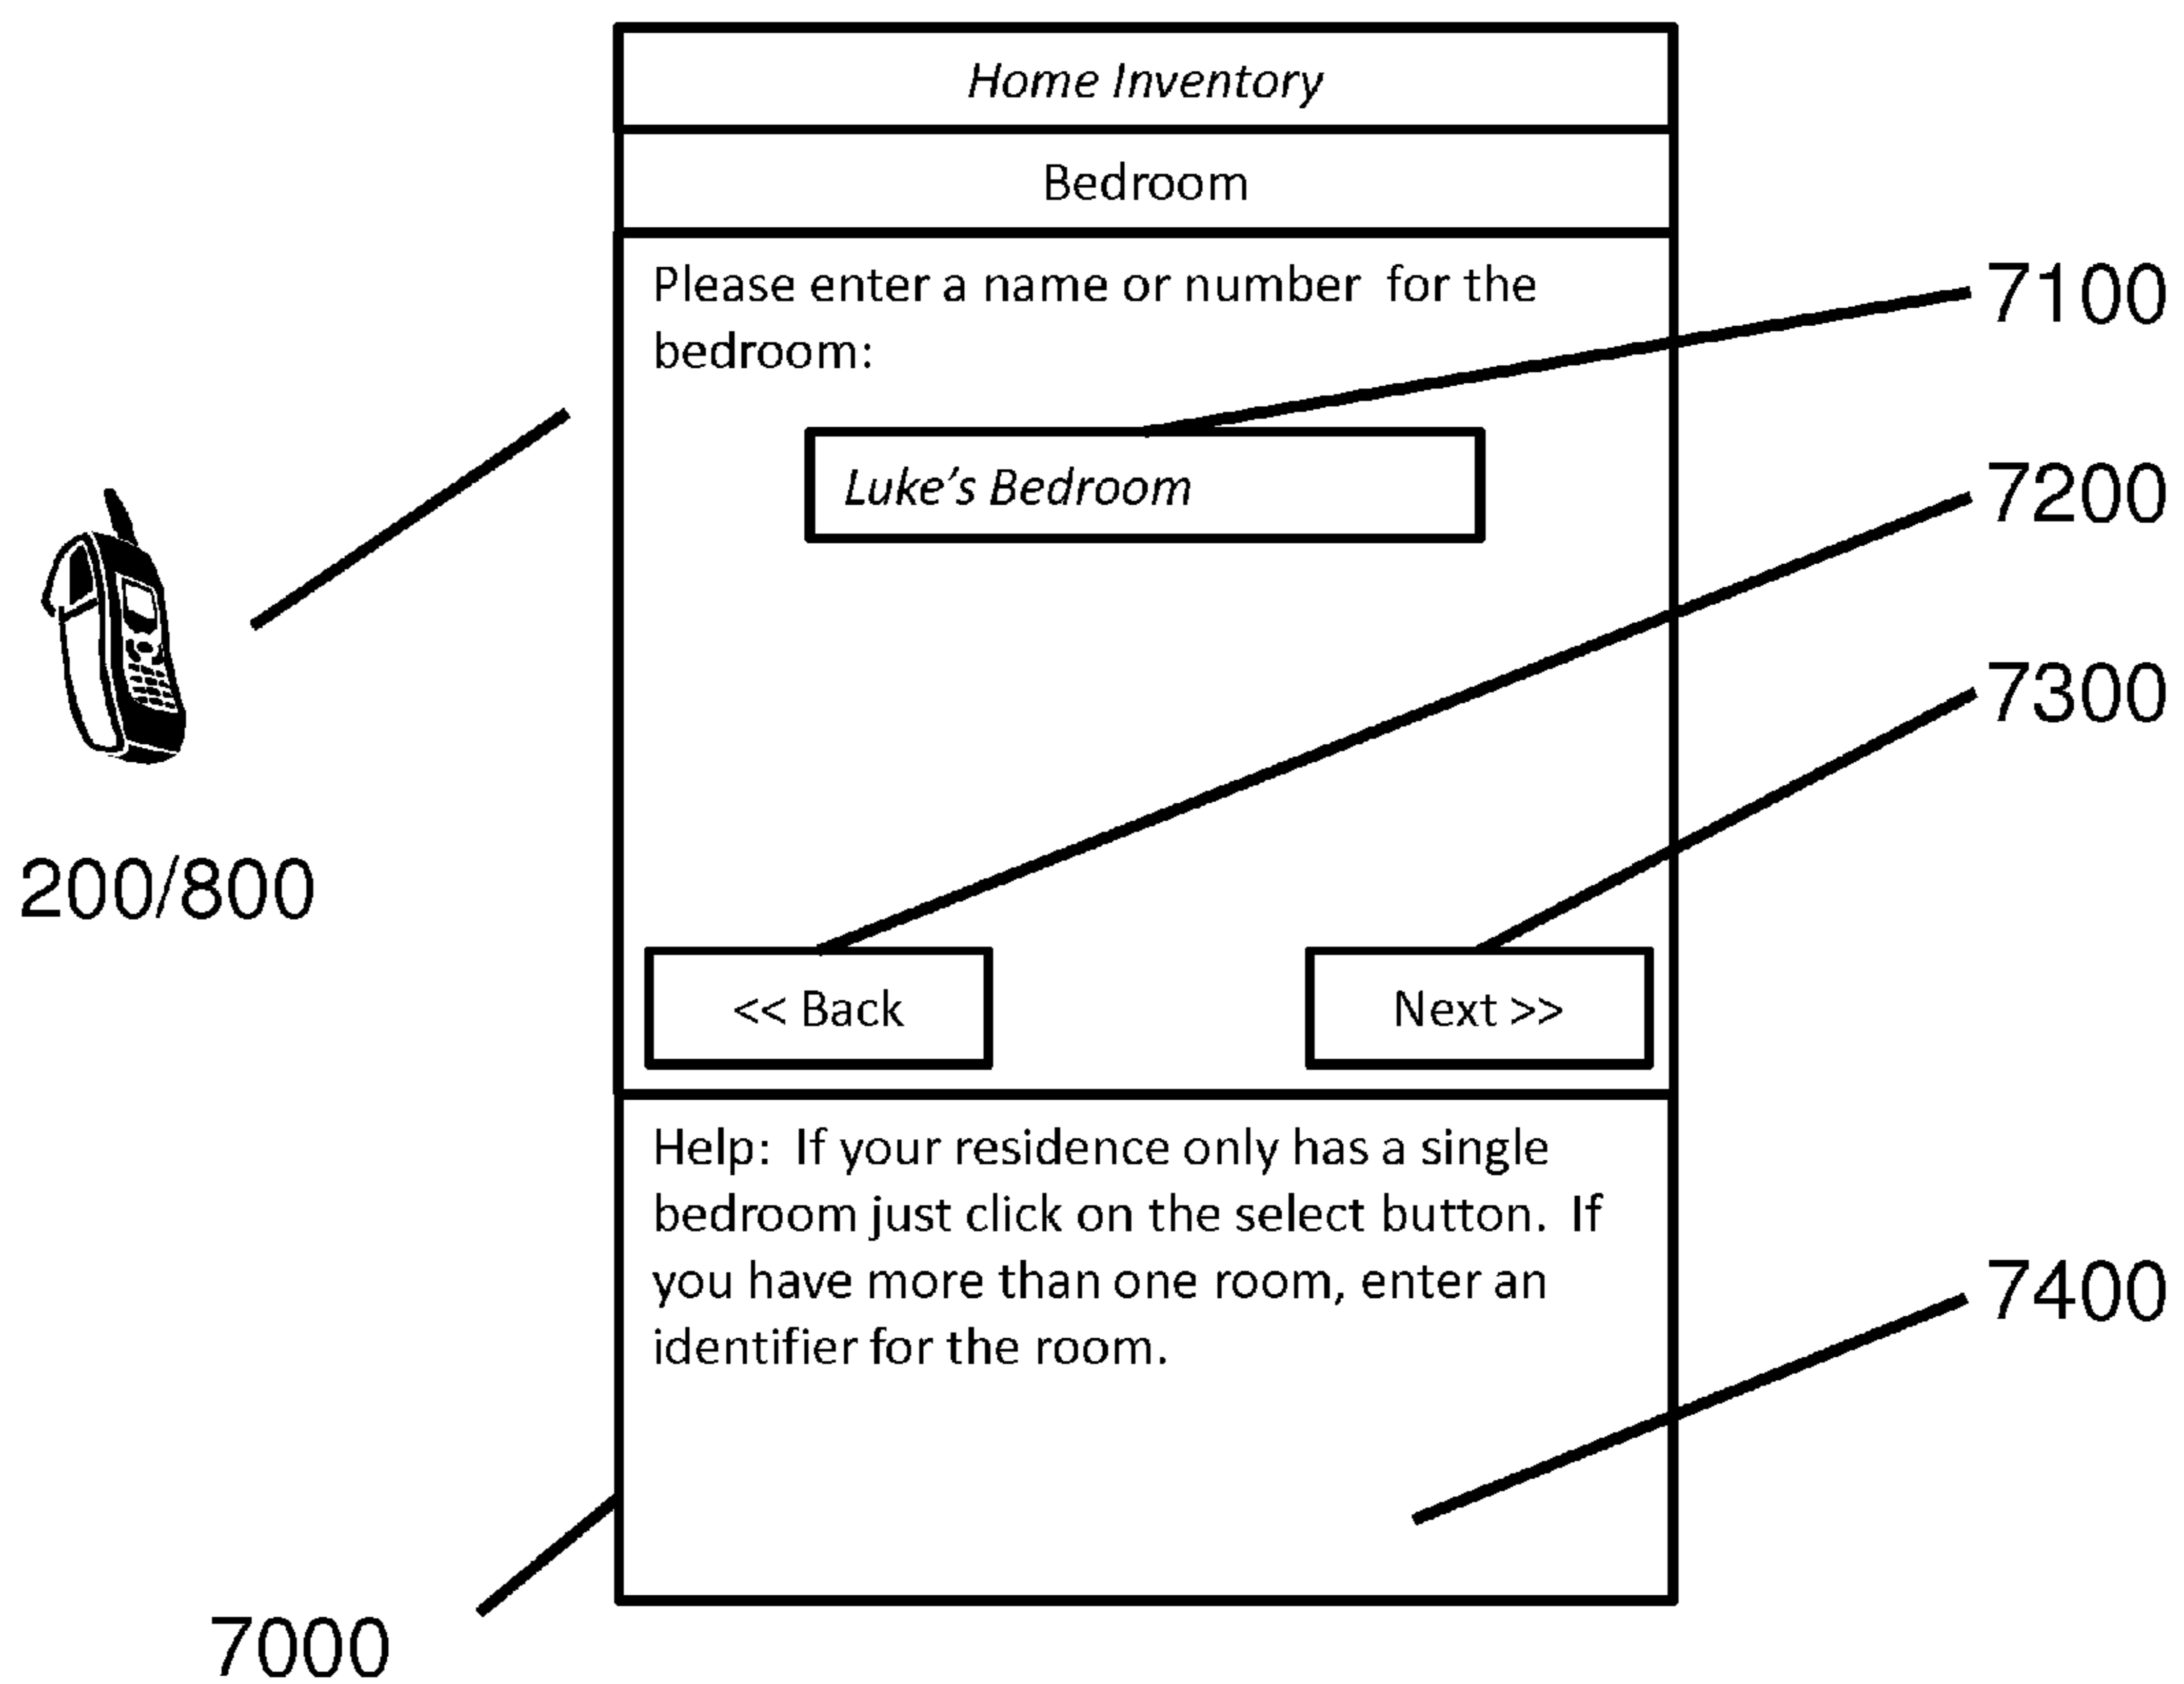 Home Inventory
Bedroom
Please enter a name or number  for the
bedroom:
7100
Luke's Bedroom
7200
7300
200/800
<< Back
Next >>
Help:  If your residence only has a single
bedroom just click on the select button.  If
you have more than one room, enter an
identifier for the room.
7400
7000